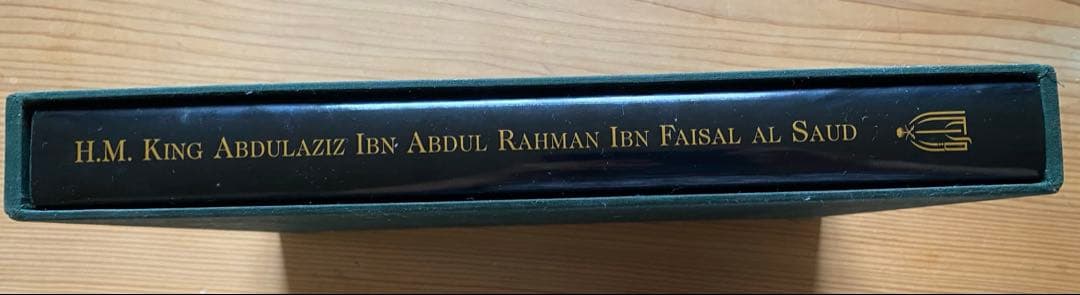 H.M. KING ABDULAZIZ IBN ABDUL RAHMAN IBN FAISAL AL SAUD